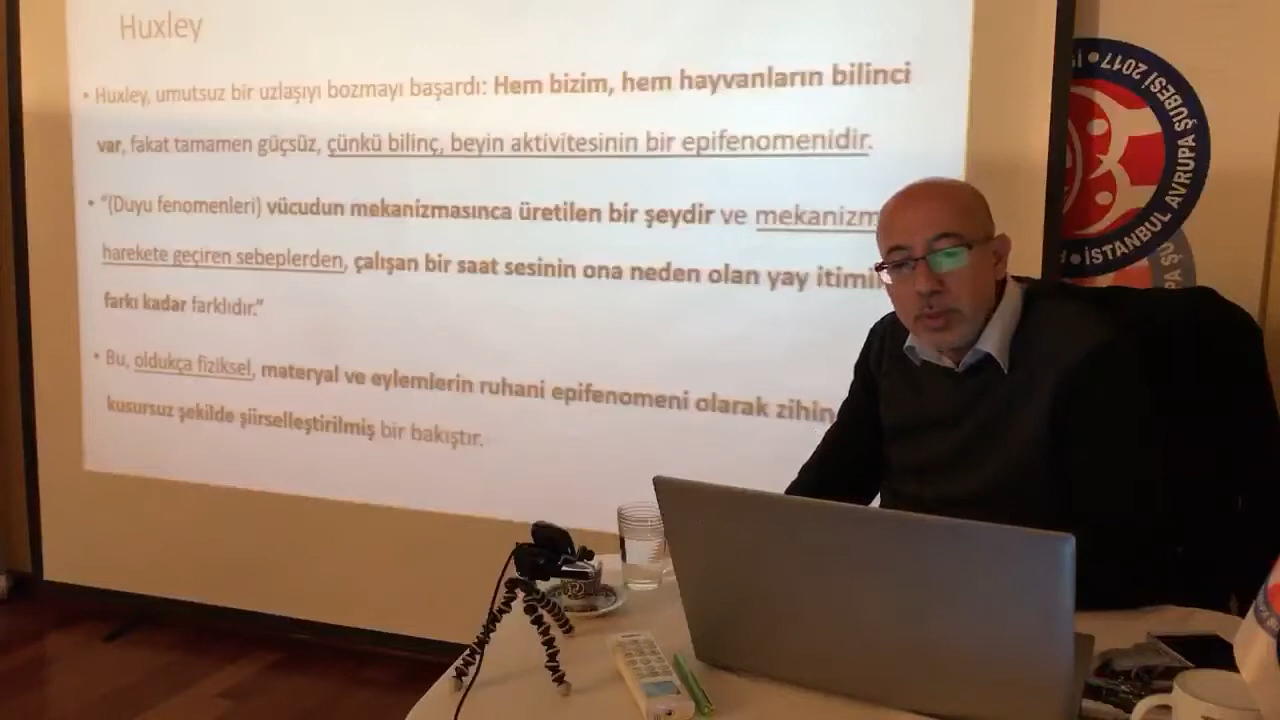 Huxley
• Huxley, umutsuz bir uzlaşıyı bozmayı başardı: Hem bizim, hem hayvanların bilinci
var, fakat tamamen güçsüz, çünkü bilinç, beyin aktivitesinin bir epifenomenidir.
• "(Duyu fenomenleri) vücudun mekanizmasınca üretilen bir şeydir ve
harekete geçiren sebeplerden, çalışan bir saat sesinin ona neden olan yay
farkı kadar farklıdır."
• Bu, oldukça fiziksel, materyal ve eylemlerin ruhani epifenomeni olarak
kusursuz şekilde şiirselleştirilmiş bir bakıştır.
• İSTANBUL AVRUPA ŞUBESİ 2017 •